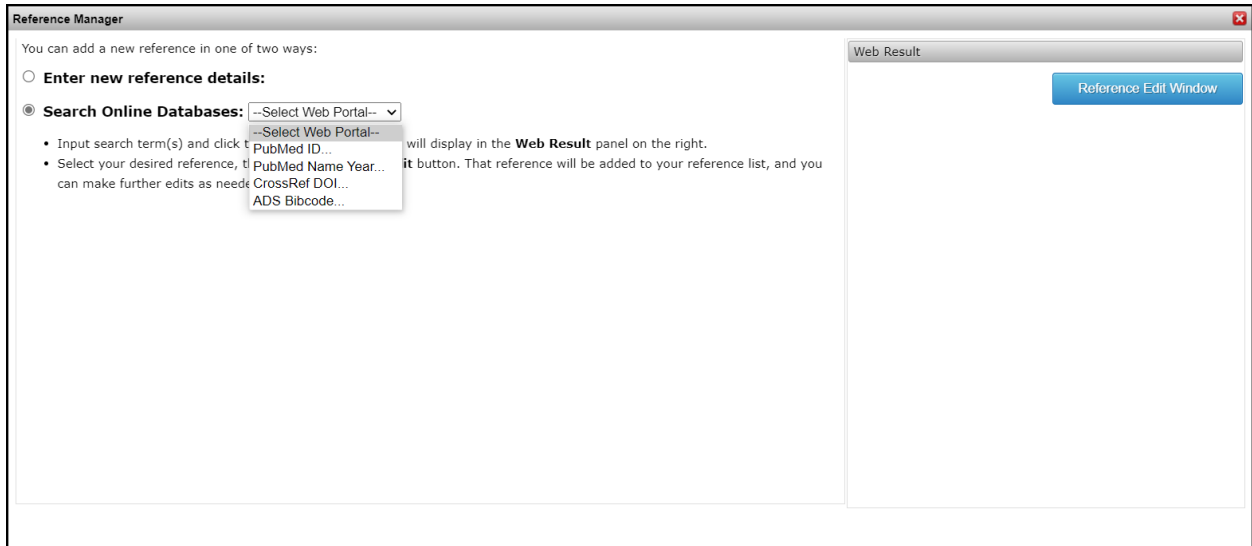 Reference Manager
You can add a new reference in one of two ways:
Enter new reference details:
Search Online Databases: --Select Web Portal--
--Select Web Portal--
PubMed ID...
PubMed Name Year...
CrossRef DOI...
ADS Bibcode...
• Input search term(s) and click will display in the Web Result panel on the right.
• Select your desired reference, button. That reference will be added to your reference list, and you
can make further edits as
Web Result
Reference Edit Window